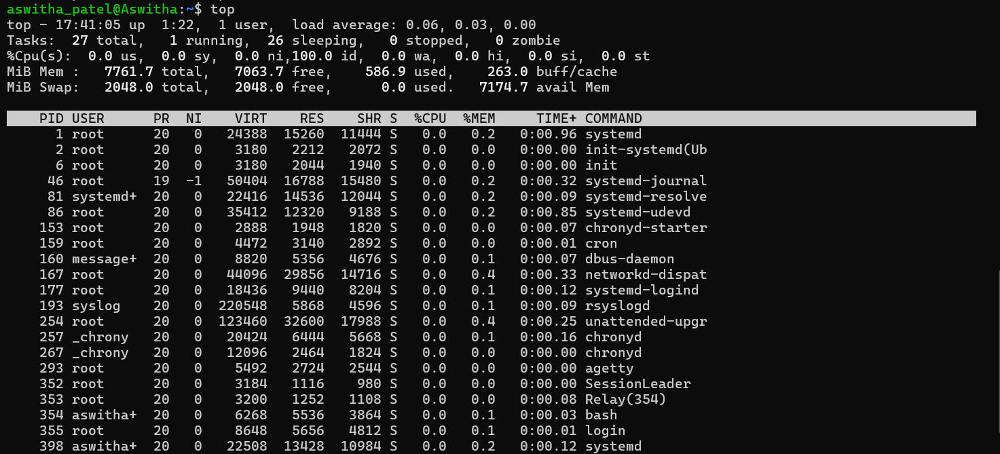 aswitha_patel@Aswitha:~$ top
top - 17:41:05 up  1:22,  1 user,  load average: 0.06, 0.03, 0.00
Tasks:  27 total,   1 running,  26 sleeping,   0 stopped,   0 zombie
%Cpu(s):  0.0 us,  0.0 sy,  0.0 ni,100.0 id,  0.0 wa,  0.0 hi,  0.0 si,  0.0 st
MiB Mem :   7761.7 total,   7063.7 free,    586.9 used,    263.0 buff/cache
MiB Swap:   2048.0 total,   2048.0 free,      0.0 used.   7174.7 avail Mem
    PID USER      PR  NI    VIRT    RES    SHR S  %CPU  %MEM     TIME+ COMMAND
      1 root      20   0   24388  15260  11444 S   0.0   0.2   0:00.96 systemd
      2 root      20   0    3180   2212   2072 S   0.0   0.0   0:00.00 init-systemd(Ub
      6 root      20   0    3180   2044   1940 S   0.0   0.0   0:00.00 init
     46 root      19  -1   50404  16788  15480 S   0.0   0.2   0:00.32 systemd-journal
     81 systemd+  20   0   22416  14536  12044 S   0.0   0.2   0:00.09 systemd-resolve
     86 root      20   0   35412  12320   9188 S   0.0   0.2   0:00.85 systemd-udevd
    153 root      20   0    2888   1948   1820 S   0.0   0.0   0:00.07 chronyd-starter
    159 root      20   0    4472   3140   2892 S   0.0   0.0   0:00.01 cron
    160 message+  20   0    8820   5356   4676 S   0.0   0.1   0:00.07 dbus-daemon
    167 root      20   0   44096  29856  14716 S   0.0   0.4   0:00.33 networkd-dispat
    177 root      20   0   18436   9440   8204 S   0.0   0.1   0:00.12 systemd-logind
    193 syslog    20   0  220548   5868   4596 S   0.0   0.1   0:00.09 rsyslogd
    254 root      20   0  123460  32600  17988 S   0.0   0.4   0:00.25 unattended-upgr
    257 _chrony   20   0   20424   6444   5668 S   0.0   0.1   0:00.16 chronyd
    267 _chrony   20   0   12096   2464   1824 S   0.0   0.0   0:00.00 chronyd
    293 root      20   0    5492   2724   2544 S   0.0   0.0   0:00.00 agetty
    352 root      20   0    3184   1116    980 S   0.0   0.0   0:00.00 SessionLeader
    353 root      20   0    3200   1252   1108 S   0.0   0.0   0:00.08 Relay(354)
    354 aswitha+  20   0    6268   5536   3864 S   0.0   0.1   0:00.03 bash
    355 root      20   0    8648   5656   4812 S   0.0   0.1   0:00.01 login
    398 aswitha+  20   0   22508  13428  10984 S   0.0   0.2   0:00.12 systemd